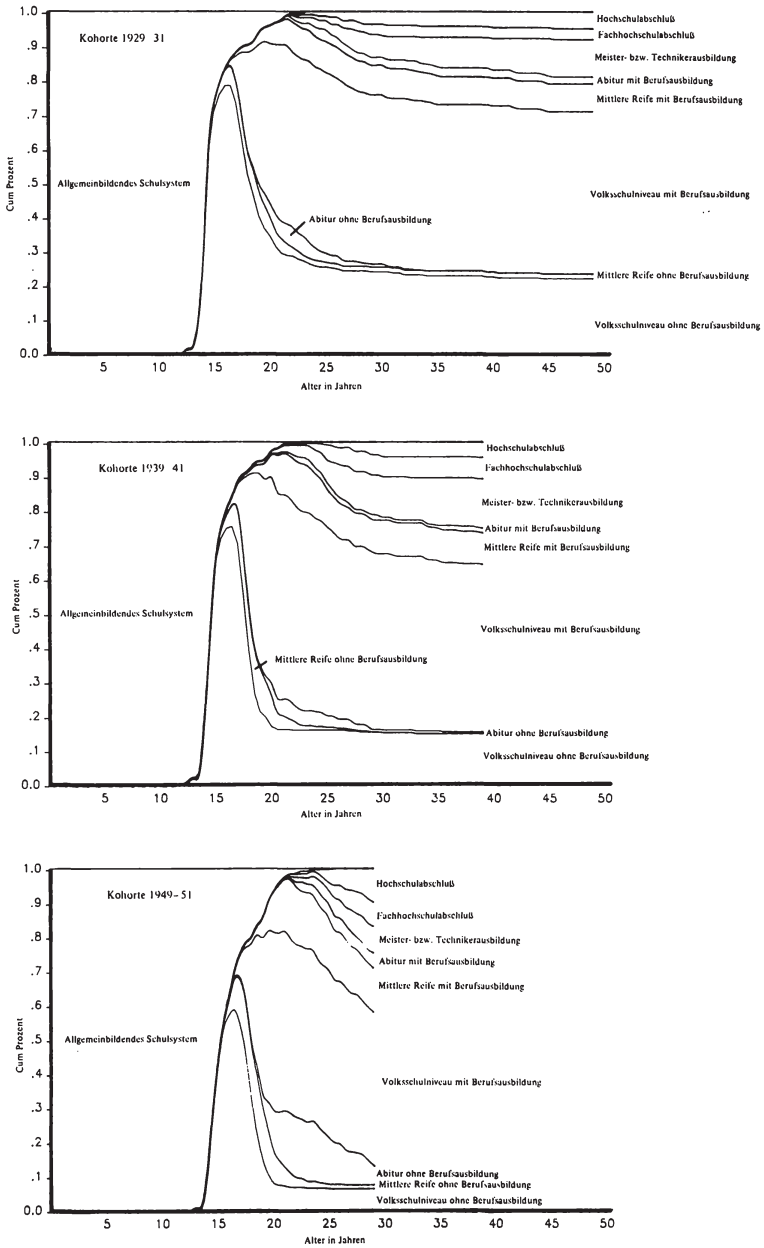 Kohorte 1929–31
Cum Prozent
1.0
.9
.8
.7
.6
.5
.4
.3
.2
.1
0.0
Allgemeinbildendes Schulsystem
Abitur ohne Berufsausbildung
Hochschulabschluß
Fachhochschulabschluß
Meister- bzw. Technikerausbildung
Abitur mit Berufsausbildung
Mittlere Reife mit Berufsausbildung
Volksschulniveau mit Berufsausbildung
Mittlere Reife ohne Berufsausbildung
Volksschulniveau ohne Berufsausbildung
5 10 15 20 25 30 35 40 45 50
Alter in Jahren
Kohorte 1939–41
Cum Prozent
1.0
.9
.8
.7
.6
.5
.4
.3
.2
.1
0.0
Allgemeinbildendes Schulsystem
Mittlere Reife ohne Berufsausbildung
Hochschulabschluß
Fachhochschulabschluß
Meister- bzw. Technikerausbildung
Abitur mit Berufsausbildung
Mittlere Reife mit Berufsausbildung
Volksschulniveau mit Berufsausbildung
Abitur ohne Berufsausbildung
Volksschulniveau ohne Berufsausbildung
5 10 15 20 25 30 35 40 45 50
Alter in Jahren
Kohorte 1949–51
Cum Prozent
1.0
.9
.8
.7
.6
.5
.4
.3
.2
.1
0.0
Allgemeinbildendes Schulsystem
Hochschulabschluß
Fachhochschulabschluß
Meister- bzw. Technikerausbildung
Abitur mit Berufsausbildung
Mittlere Reife mit Berufsausbildung
Volksschulniveau mit Berufsausbildung
Abitur ohne Berufsausbildung
Mittlere Reife ohne Berufsausbildung
Volksschulniveau ohne Berufsausbildung
5 10 15 20 25 30 35 40 45 50
Alter in Jahren